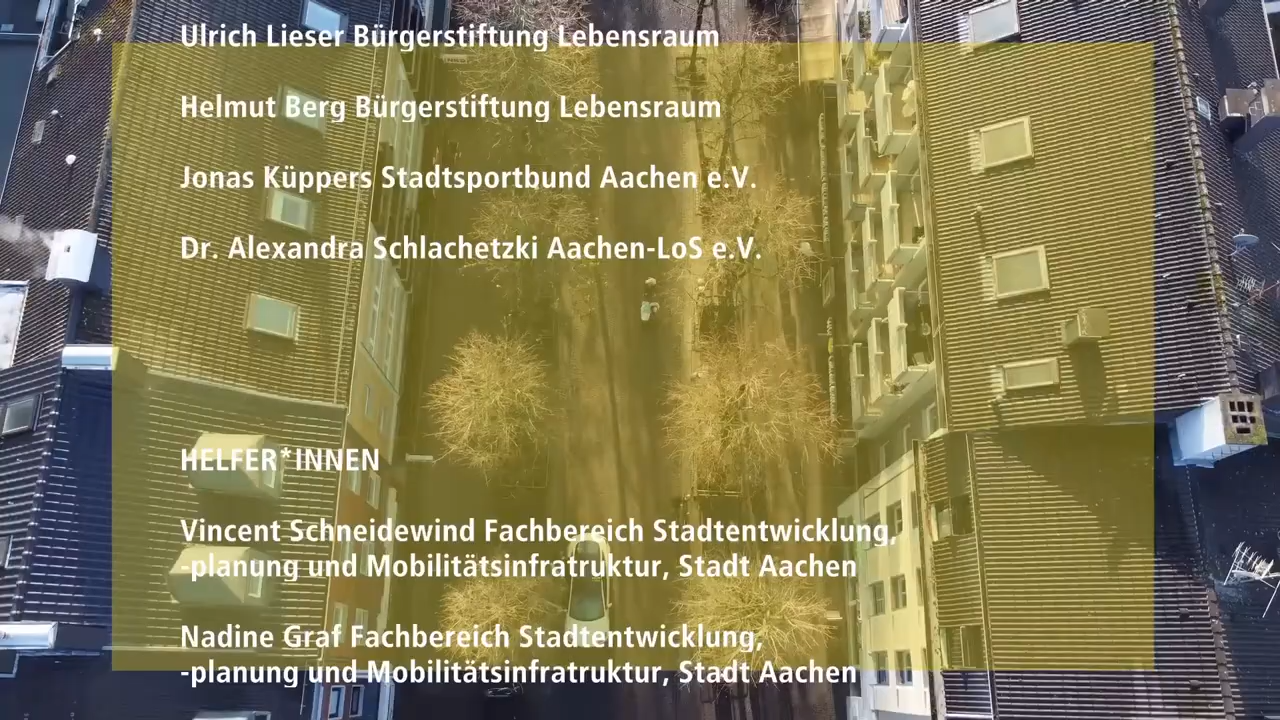 Ulrich Lieser Bürgerstiftung Lebensraum
Helmut Berg Bürgerstiftung Lebensraum
Jonas Küppers Stadtsportbund Aachen e.V.
Dr. Alexandra Schlachetzki Aachen-LoS e.V.
HELFER*INNEN
Vincent Schneidewind Fachbereich Stadtentwicklung,
-planung und Mobilitätsinfratruktur, Stadt Aachen
Nadine Graf Fachbereich Stadtentwicklung,
-planung und Mobilitätsinfratruktur, Stadt Aachen